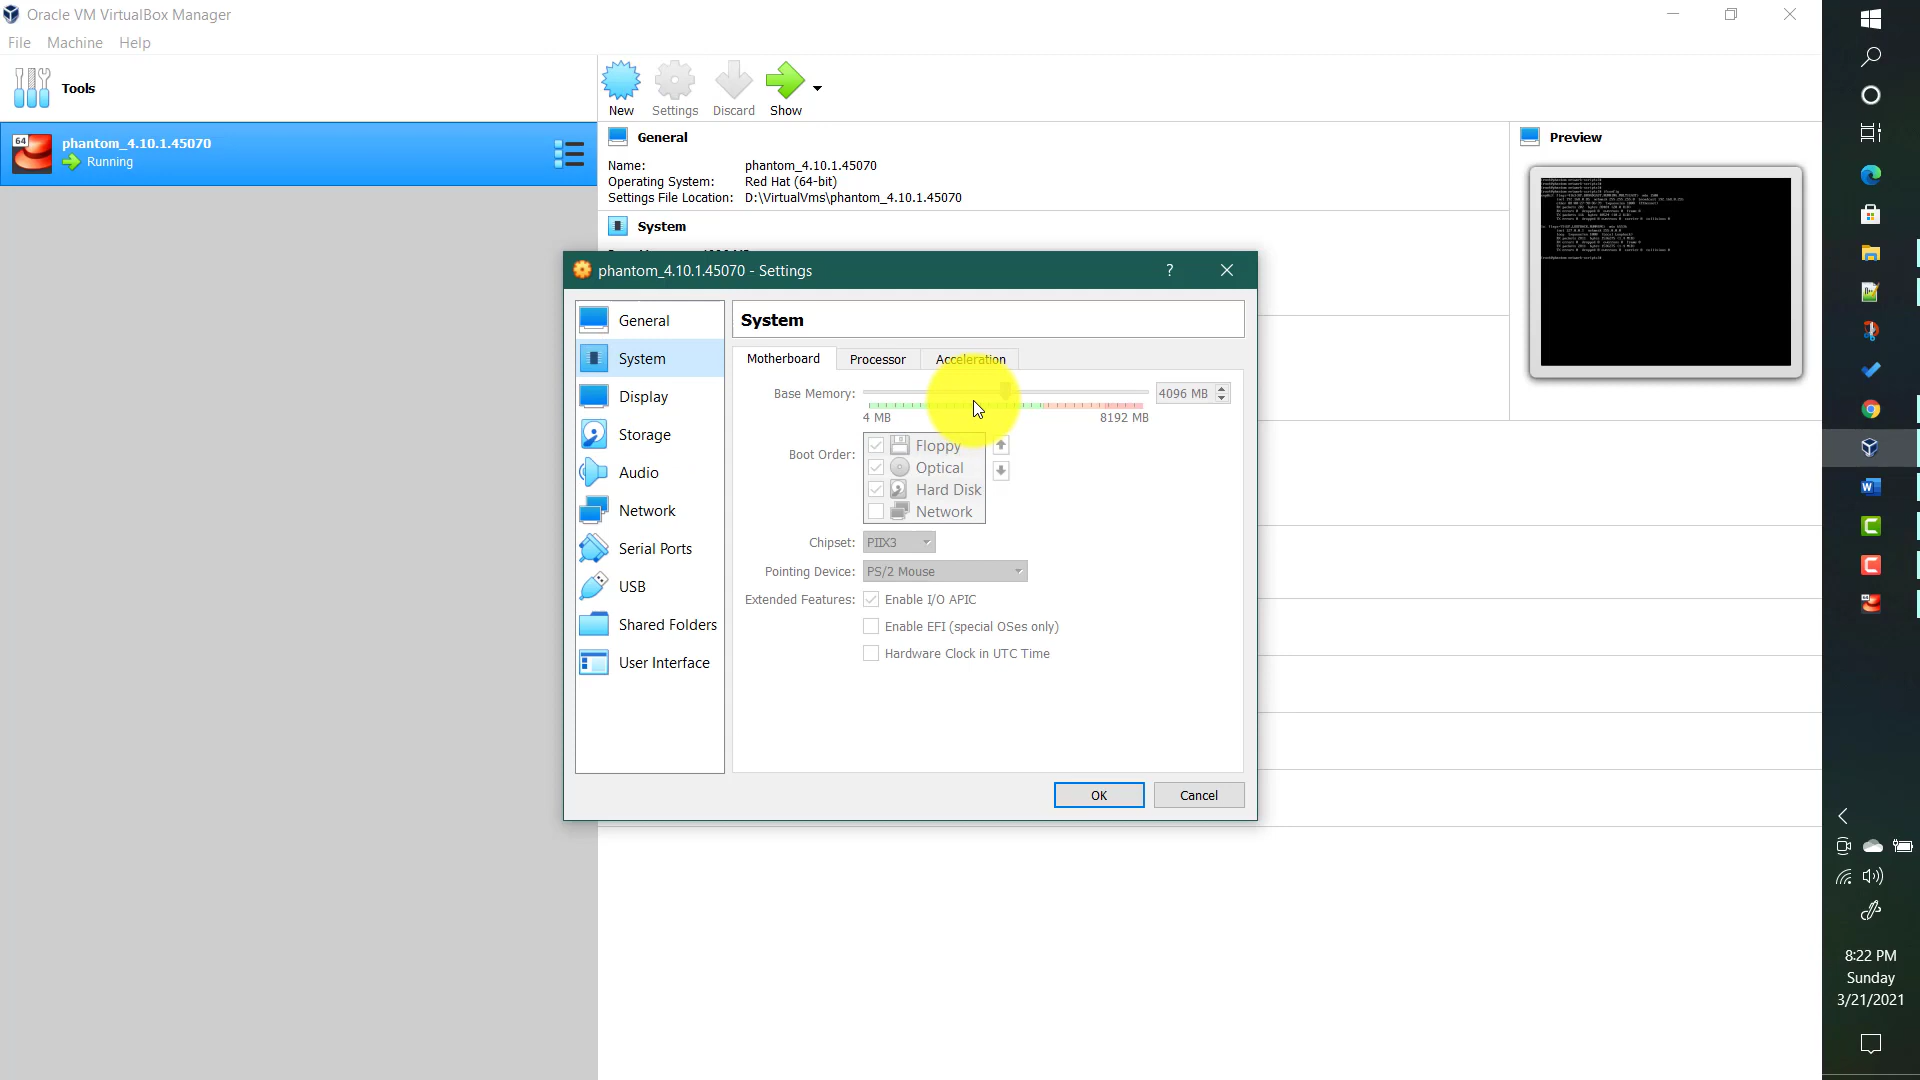 Oracle VM VirtualBox Manager
File Machine Help
Tools
New Settings Discard Show
64
phantom_4.10.1.45070
Running
General
Name: phantom_4.10.1.45070
Operating System: Red Hat (64-bit)
Settings File Location: D:\VirtualVms\phantom_4.10.1.45070
System
Preview
phantom_4.10.1.45070 - Settings
?
General
System
Display
Storage
Audio
Network
Serial Ports
USB
Shared Folders
User Interface
System
Motherboard Processor Acceleration
Base Memory: 4096 MB
4 MB 8192 MB
Boot Order:
Floppy
Optical
Hard Disk
Network
Chipset: PIIX3
Pointing Device: PS/2 Mouse
Extended Features: Enable I/O APIC
Enable EFI (special OSes only)
Hardware Clock in UTC Time
OK Cancel
8:22 PM
Sunday
3/21/2021